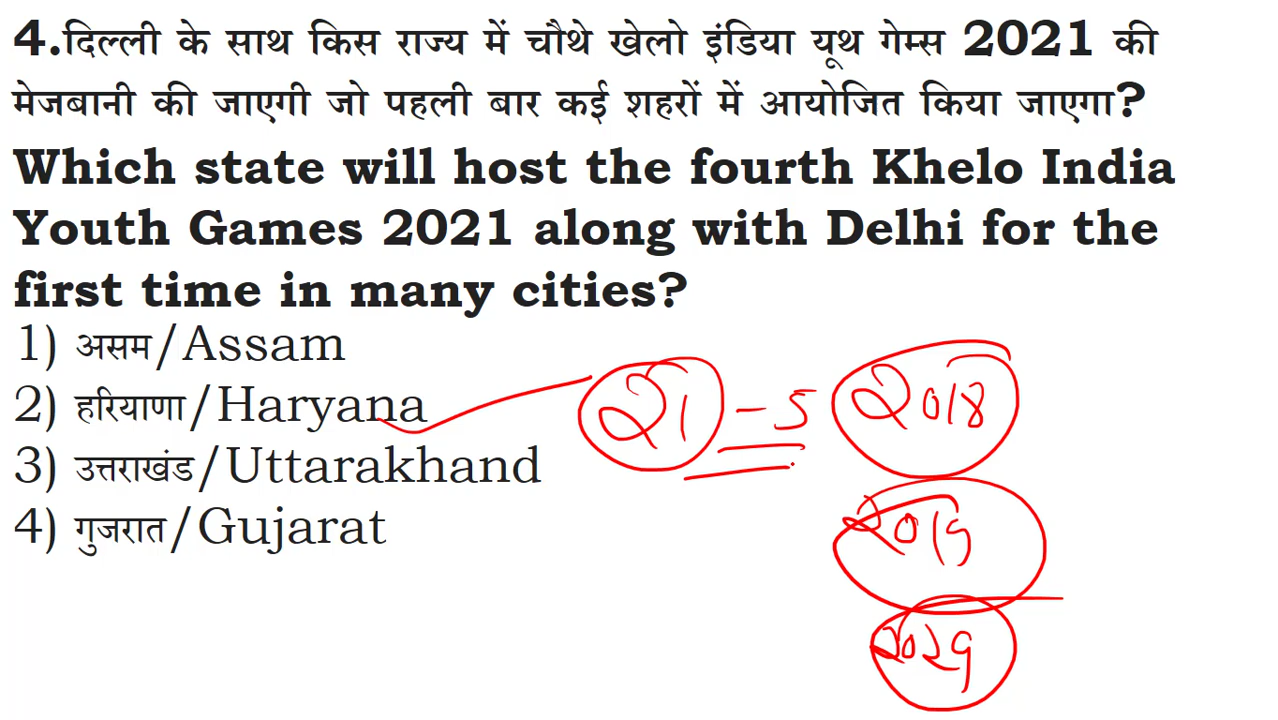 4.दिल्ली के साथ किस राज्य में चौथे खेलो इंडिया यूथ गेम्स 2021 की
मेजबानी की जाएगी जो पहली बार कई शहरों में आयोजित किया जाएगा?
Which state will host the fourth Khelo India
Youth Games 2021 along with Delhi for the
first time in many cities?
1) असम/Assam
2) हरियाणा/Haryana
3) उत्तराखंड/Uttarakhand
4) गुजरात/Gujarat
21 - 5
2018